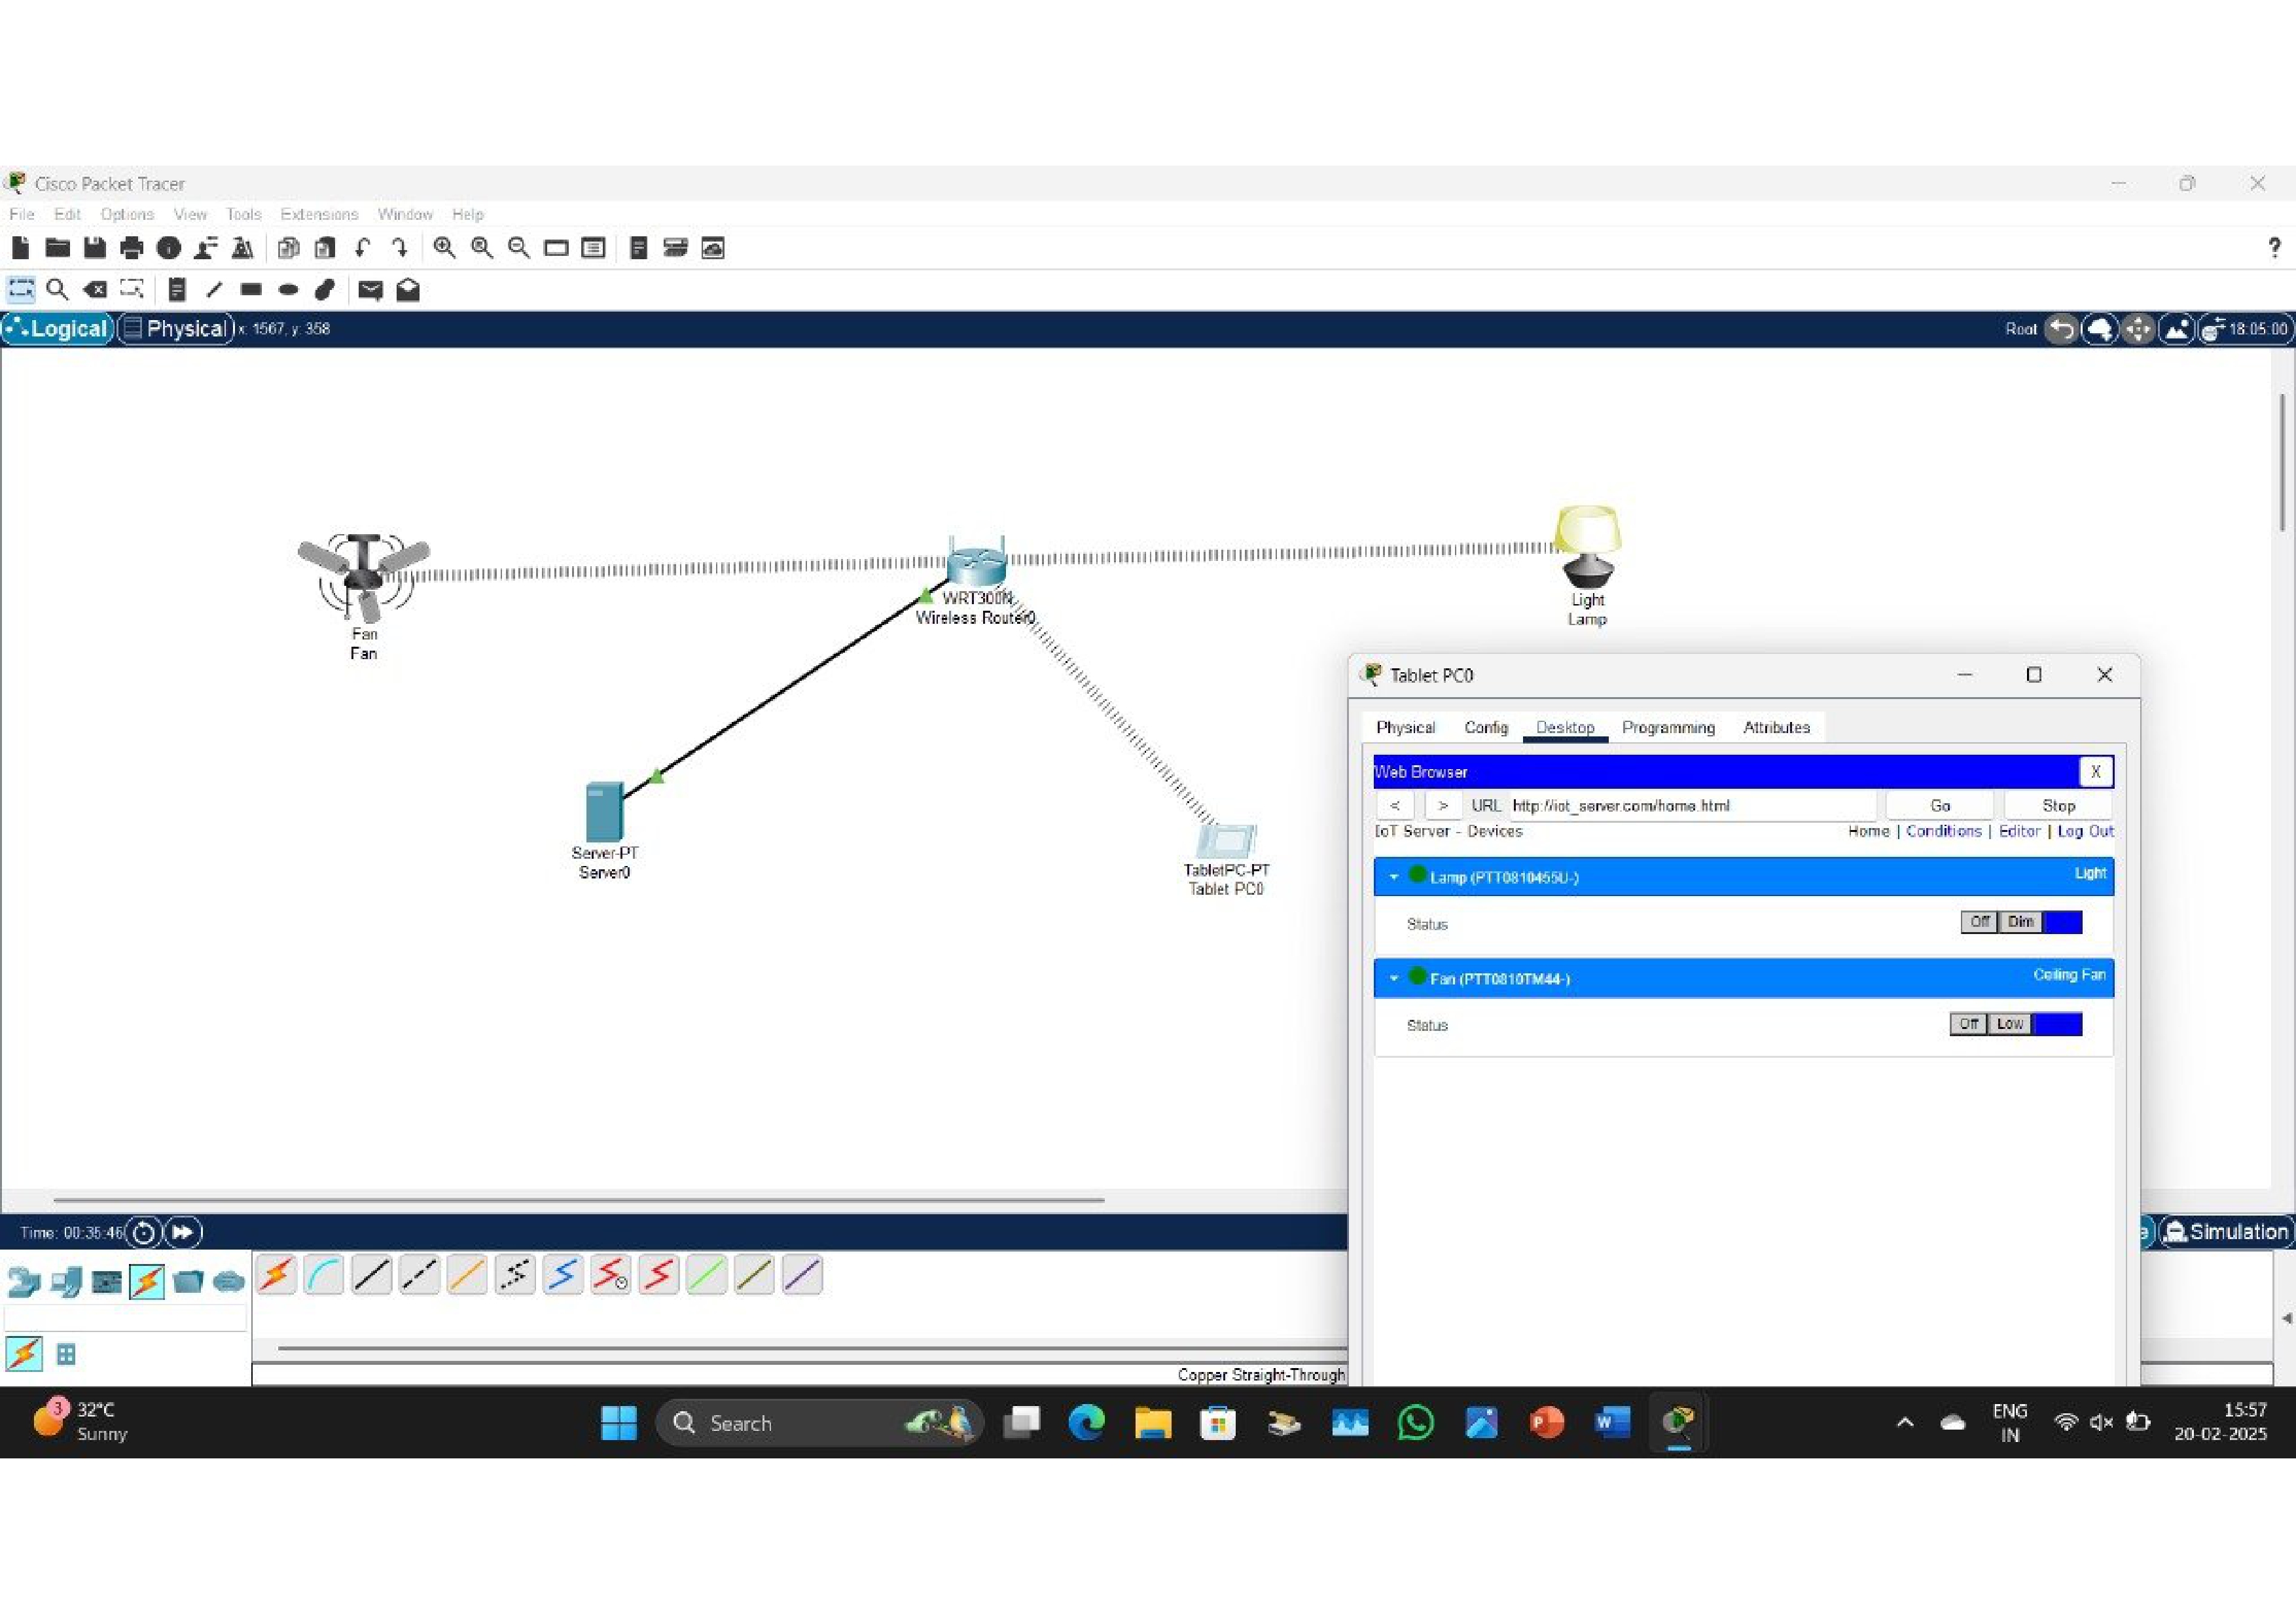 Cisco Packet Tracer
File Edit Options View Tools Extensions Window Help
?
Logical Physical x: 1567, y: 358
Root 18:05:00
Fan
Fan
WRT300N
Wireless Router0
Light
Lamp
Server-PT
Server0
TabletPC-PT
Tablet PC0
Tablet PC0
Physical Config Desktop Programming Attributes
Web Browser X
< > URL http://iot_server.com/home.html Go Stop
IoT Server - Devices Home | Conditions | Editor | Log Out
Lamp (PTT0810455U-) Light
Status Off Dim
Fan (PTT0810TM44-) Ceiling Fan
Status Off Low
Time: 00:35:46
Simulation
Copper Straight-Through
3 32°C
Sunny
Search
ENG
IN
15:57
20-02-2025